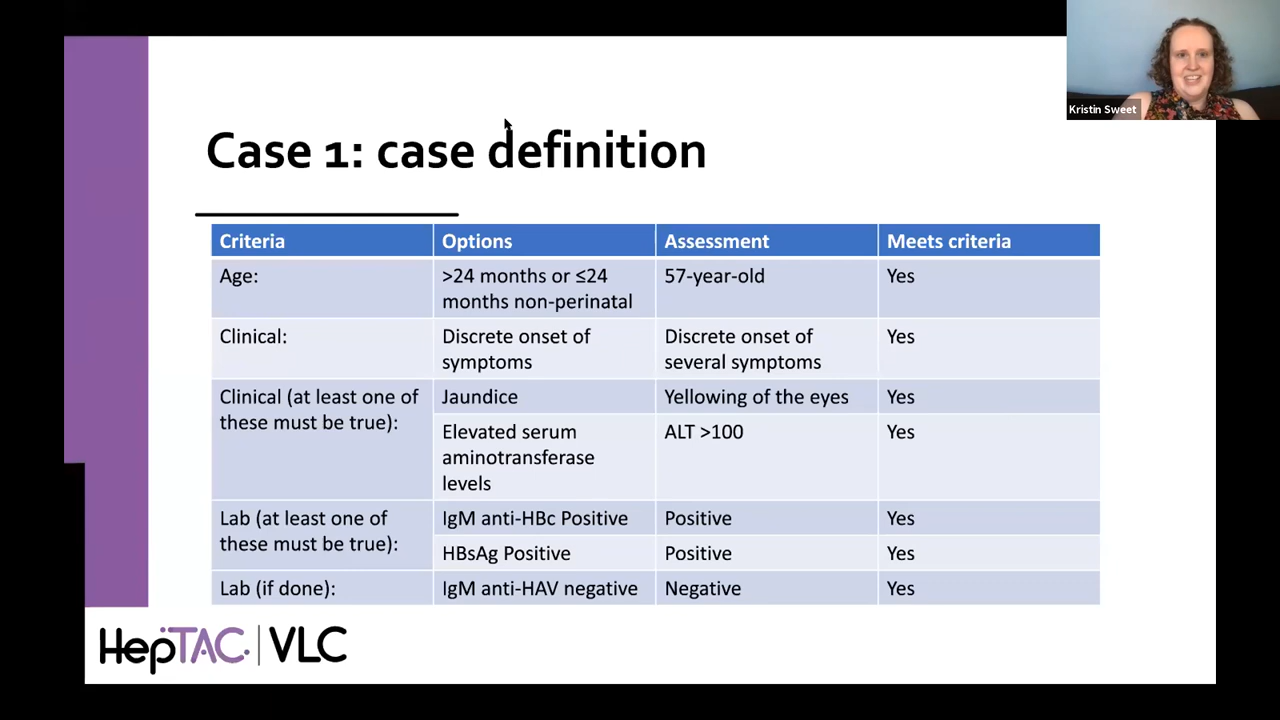 Kristin Sweet
Case 1: case definition
Criteria
Options
Assessment
Meets criteria
Age:
>24 months or ≤24
months non-perinatal
57-year-old
Yes
Clinical:
Discrete onset of
symptoms
Discrete onset of
several symptoms
Yes
Clinical (at least one of
these must be true):
Jaundice
Yellowing of the eyes
Yes
Elevated serum
aminotransferase
levels
ALT >100
Yes
Lab (at least one of
these must be true):
IgM anti-HBc Positive
Positive
Yes
HBsAg Positive
Positive
Yes
Lab (if done):
IgM anti-HAV negative
Negative
Yes
HepTAC | VLC